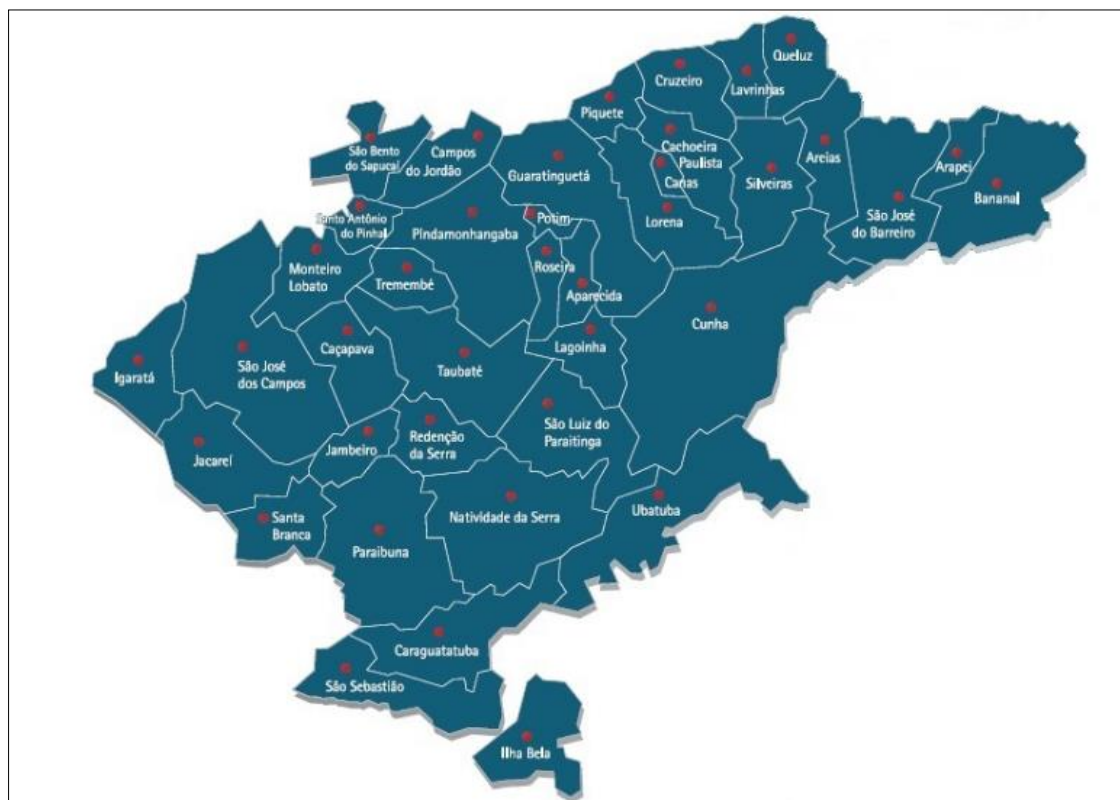 Queluz
Cruzeiro
Lavrinhas
Piquete
São Bento
do Sapucaí
Campos
do Jordão
Guaratinguetá
Cachoeira
Paulista
Canas
Silveiras
Areias
Arapeí
Bananal
São José
do Barreiro
Santo Antônio
do Pinhal
Pindamonhangaba
Potim
Lorena
Monteiro
Lobato
Tremembé
Roseira
Aparecida
Cunha
Igaratá
São José
dos Campos
Caçapava
Taubaté
Lagoinha
Jacareí
Jambeiro
Redenção
da Serra
São Luiz do
Paraitinga
Santa
Branca
Paraibuna
Natividade da Serra
Ubatuba
Caraguatatuba
São Sebastião
Ilha Bela